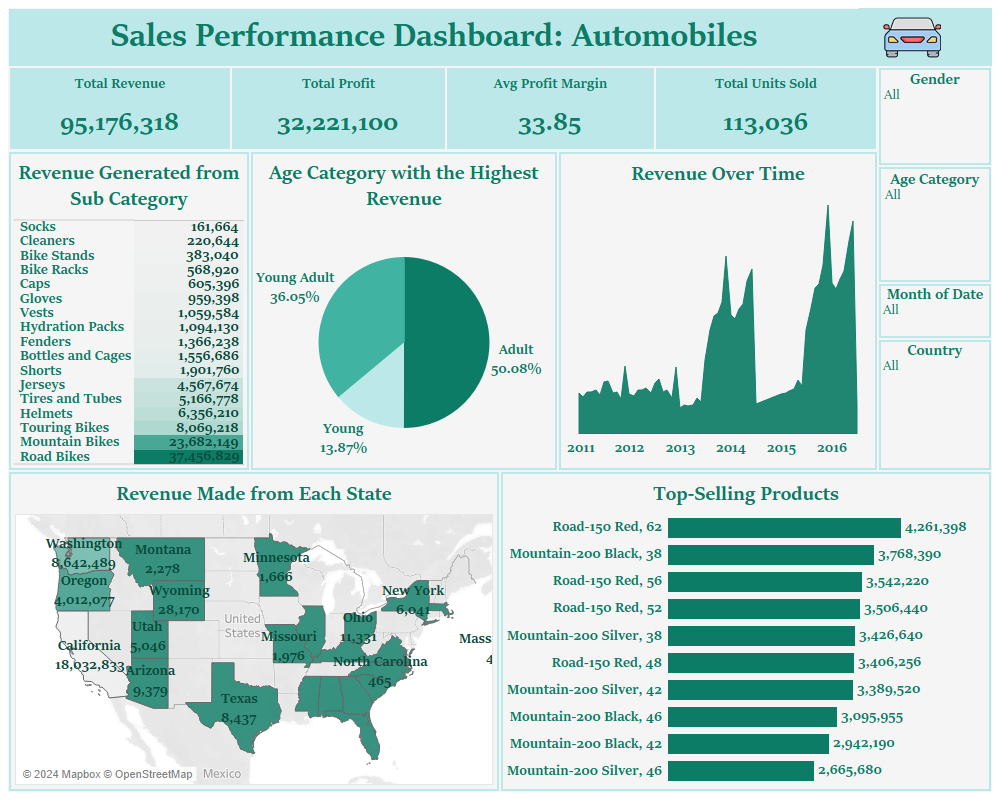 Sales Performance Dashboard: Automobiles
Total Revenue
95,176,318
Total Profit
32,221,100
Avg Profit Margin
33.85
Total Units Sold
113,036
Gender
All
Age Category
All
Month of Date
All
Country
All
Revenue Generated from
Sub Category
Socks 161,664
Cleaners 220,644
Bike Stands 383,040
Bike Racks 568,920
Caps 605,396
Gloves 959,398
Vests 1,059,584
Hydration Packs 1,094,130
Fenders 1,366,238
Bottles and Cages 1,556,686
Shorts 1,901,760
Jerseys 4,567,674
Tires and Tubes 5,166,778
Helmets 6,356,210
Touring Bikes 8,069,218
Mountain Bikes 23,682,149
Road Bikes 37,456,829
Age Category with the Highest
Revenue
Young Adult
36.05%
Adult
50.08%
Young
13.87%
Revenue Over Time
2011 2012 2013 2014 2015 2016
Revenue Made from Each State
Washington
8,642,489
Montana
2,278
Minnesota
1,666
Oregon
4,012,077
Wyoming
28,170
New York
6,041
United
States
Utah
5,046
Ohio
11,331
Missouri
1,976
California
18,032,833
Mass
4
North Carolina
465
Arizona
9,379
Texas
8,437
Mexico
© 2024 Mapbox © OpenStreetMap
Top-Selling Products
Road-150 Red, 62 4,261,398
Mountain-200 Black, 38 3,768,390
Road-150 Red, 56 3,542,220
Road-150 Red, 52 3,506,440
Mountain-200 Silver, 38 3,426,640
Road-150 Red, 48 3,406,256
Mountain-200 Silver, 42 3,389,520
Mountain-200 Black, 46 3,095,955
Mountain-200 Black, 42 2,942,190
Mountain-200 Silver, 46 2,665,680